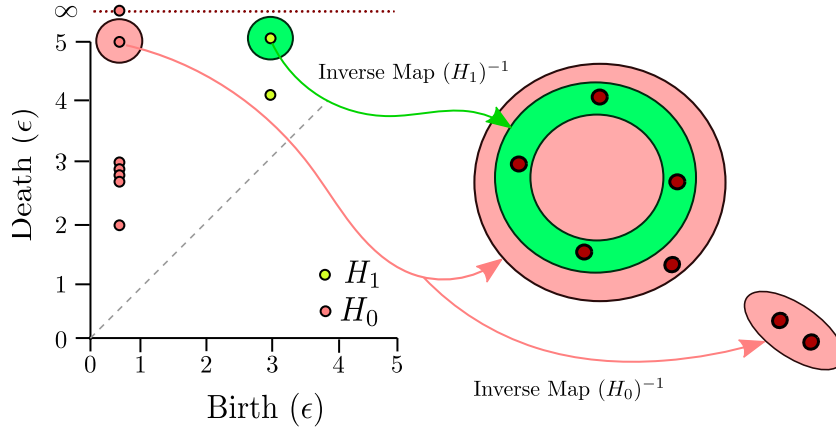 ∞
5
4
3
2
1
0
Death (ϵ)
0 1 2 3 4 5
Birth (ϵ)
H₁
H₀
Inverse Map (H₁)⁻¹
Inverse Map (H₀)⁻¹